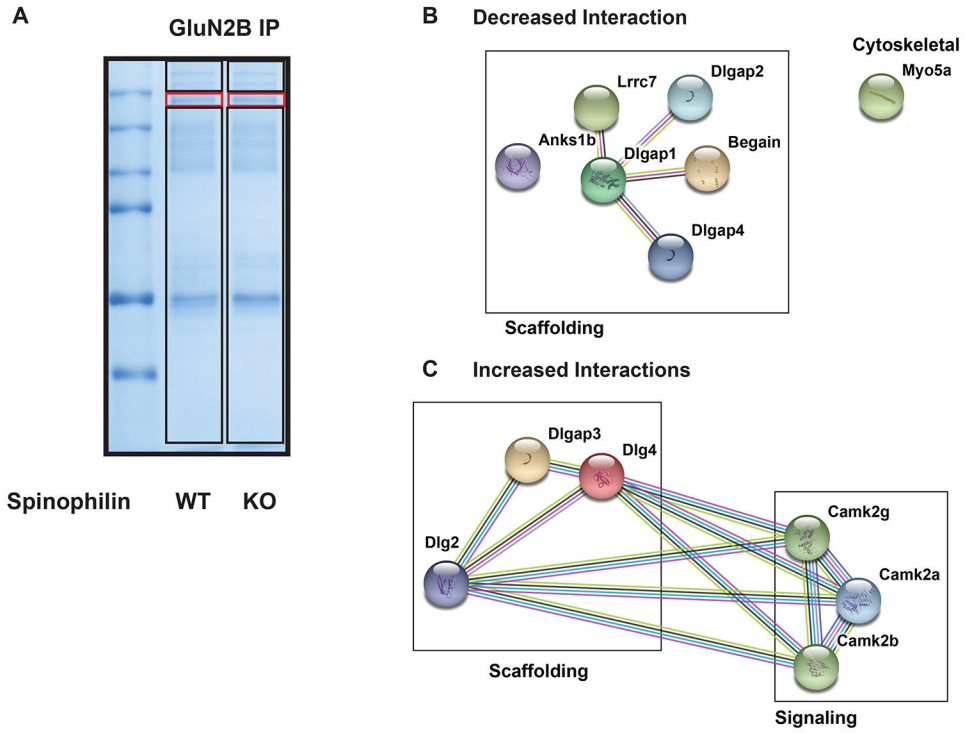 A
GluN2B IP
Spinophilin WT KO
B Decreased Interaction
Cytoskeletal
Myo5a
Lrrc7
Dlgap2
Anks1b
Dlgap1
Begain
Dlgap4
Scaffolding
C Increased Interactions
Dlgap3
Dlg4
Dlg2
Camk2g
Camk2a
Camk2b
Scaffolding
Signaling